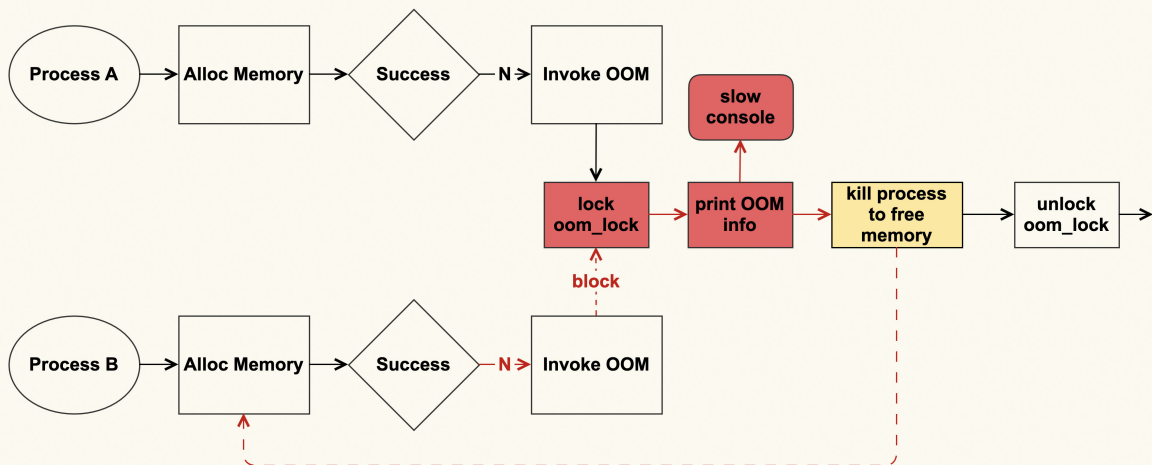 Process A
Alloc Memory
Success
N
Invoke OOM
slow
console
lock
oom_lock
print OOM
info
kill process
to free
memory
unlock
oom_lock
block
Process B
Alloc Memory
Success
N
Invoke OOM